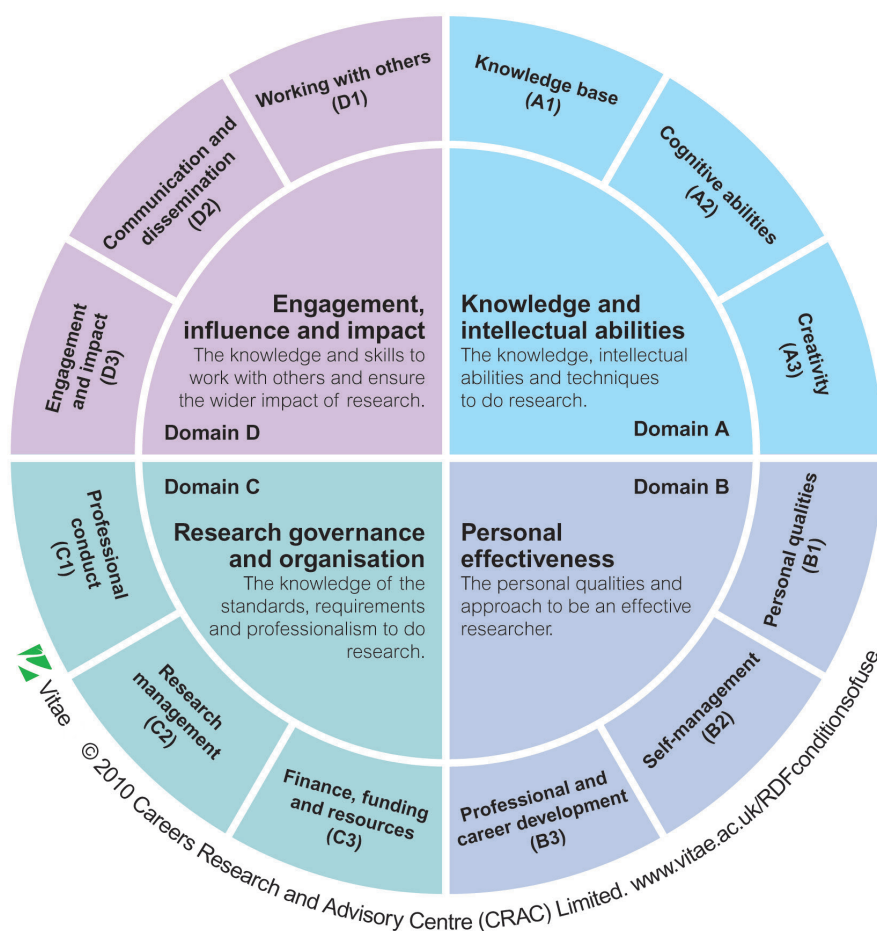 Working with others
(D1)
Knowledge base
(A1)
Communication and
dissemination
(D2)
Cognitive abilities
(A2)
Engagement
and impact
(D3)
Creativity
(A3)
Engagement,
influence and impact
The knowledge and skills to
work with others and ensure
the wider impact of research.
Domain D
Knowledge and
intellectual abilities
The knowledge, intellectual
abilities and techniques
to do research.
Domain A
Domain C
Research governance
and organisation
The knowledge of the
standards, requirements
and professionalism to do
research.
Domain B
Personal
effectiveness
The personal qualities and
approach to be an effective
researcher.
Professional
conduct
(C1)
Personal qualities
(B1)
Research
management
(C2)
Self-management
(B2)
Finance, funding
and resources
(C3)
Professional and
career development
(B3)
Vitae © 2010 Careers Research and Advisory Centre (CRAC) Limited. www.vitae.ac.uk/RDFconditionsofuse